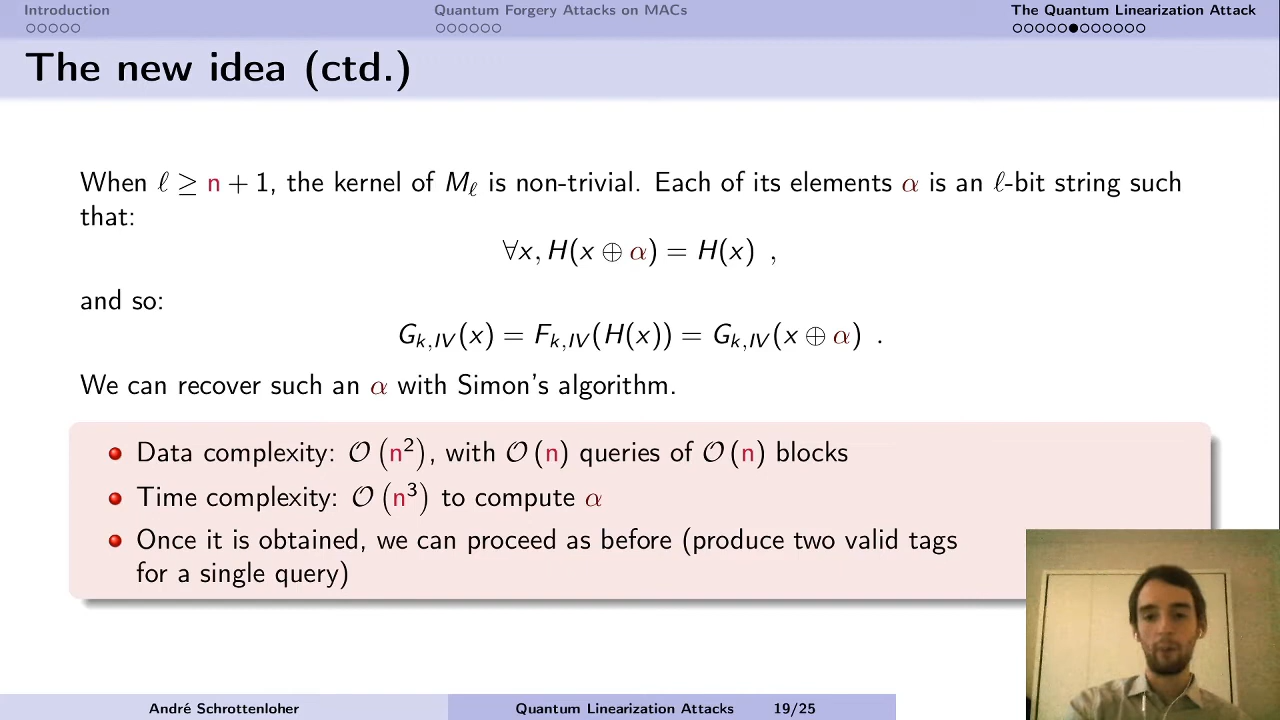 Introduction
Quantum Forgery Attacks on MACs
The Quantum Linearization Attack
The new idea (ctd.)
When ℓ ≥ n + 1, the kernel of Mℓ is non-trivial. Each of its elements α is an ℓ-bit string such
that:
∀x, H(x ⊕ α) = H(x) ,
and so:
G_{k,IV}(x) = F_{k,IV}(H(x)) = G_{k,IV}(x ⊕ α) .
We can recover such an α with Simon's algorithm.
Data complexity: 𝒪(n²), with 𝒪(n) queries of 𝒪(n) blocks
Time complexity: 𝒪(n³) to compute α
Once it is obtained, we can proceed as before (produce two valid tags
for a single query)
André Schrottenloher
Quantum Linearization Attacks
19/25